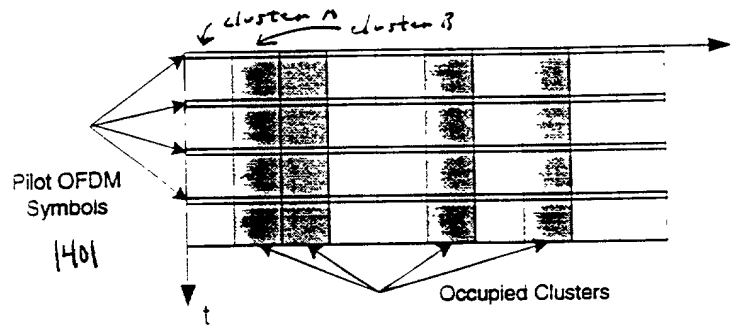 cluster A
cluster B
Pilot OFDM
Symbols
1401
Occupied Clusters
t